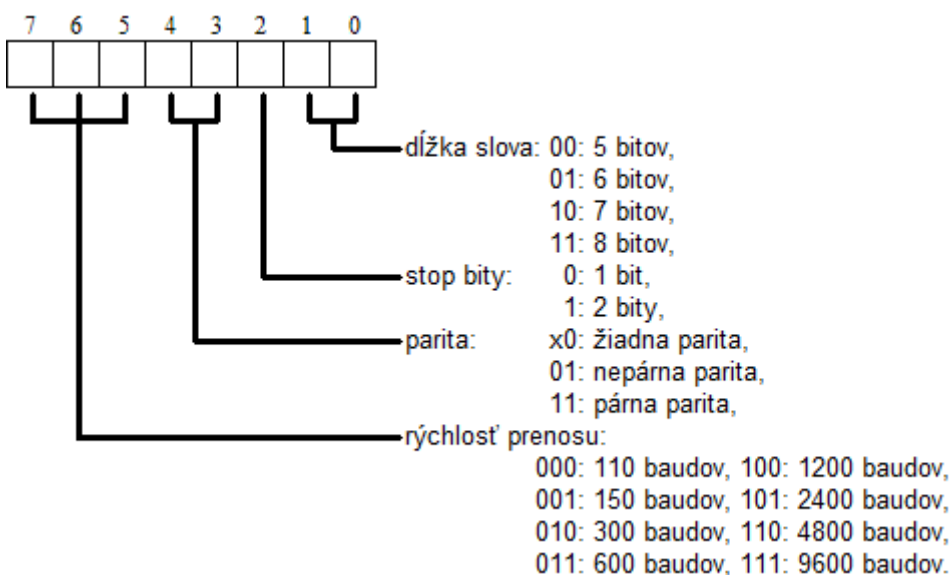 7 6 5 4 3 2 1 0
dĺžka slova: 00: 5 bitov,
01: 6 bitov,
10: 7 bitov,
11: 8 bitov,
stop bity: 0: 1 bit,
1: 2 bity,
parita: x0: žiadna parita,
01: nepárna parita,
11: párna parita,
rýchlosť prenosu:
000: 110 baudov, 100: 1200 baudov,
001: 150 baudov, 101: 2400 baudov,
010: 300 baudov, 110: 4800 baudov,
011: 600 baudov, 111: 9600 baudov.